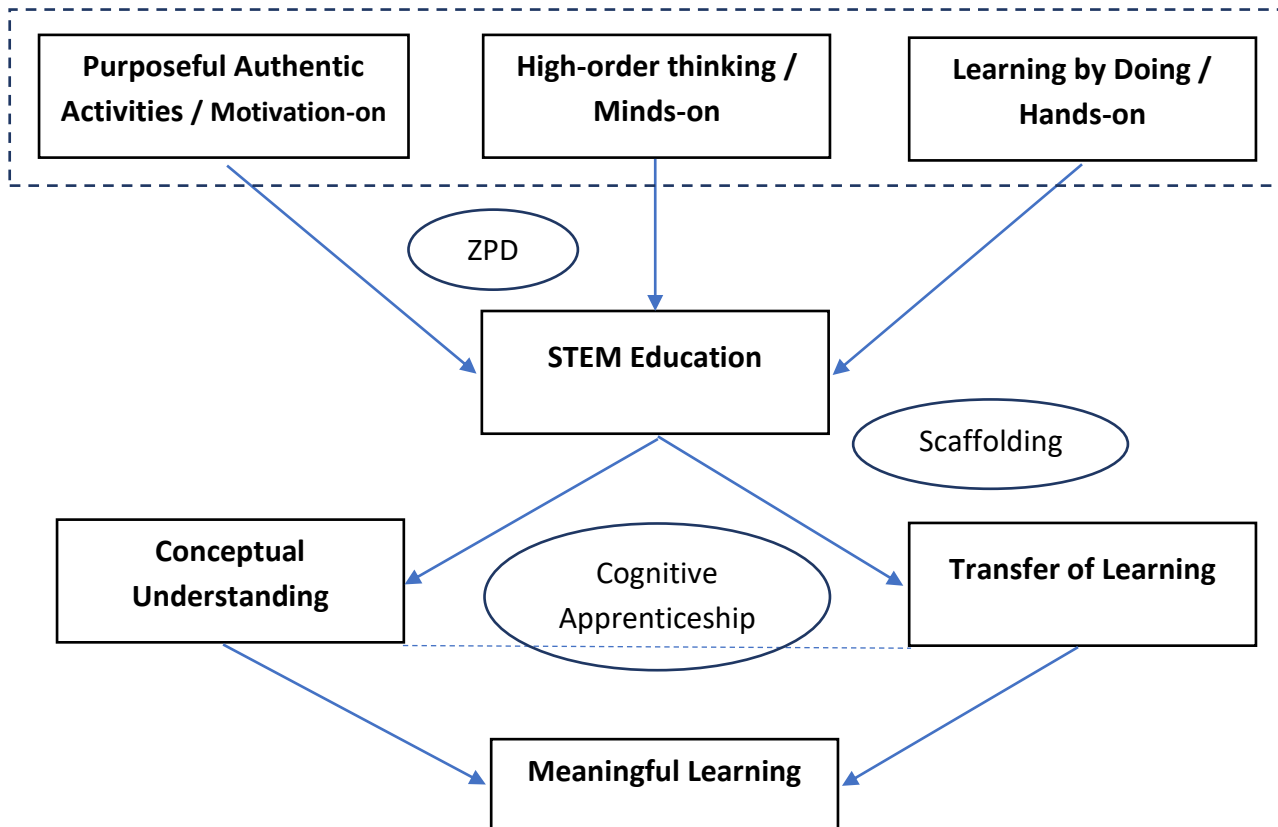 Purposeful Authentic
Activities / Motivation-on
High-order thinking /
Minds-on
Learning by Doing /
Hands-on
ZPD
STEM Education
Scaffolding
Conceptual
Understanding
Cognitive
Apprenticeship
Transfer of Learning
Meaningful Learning